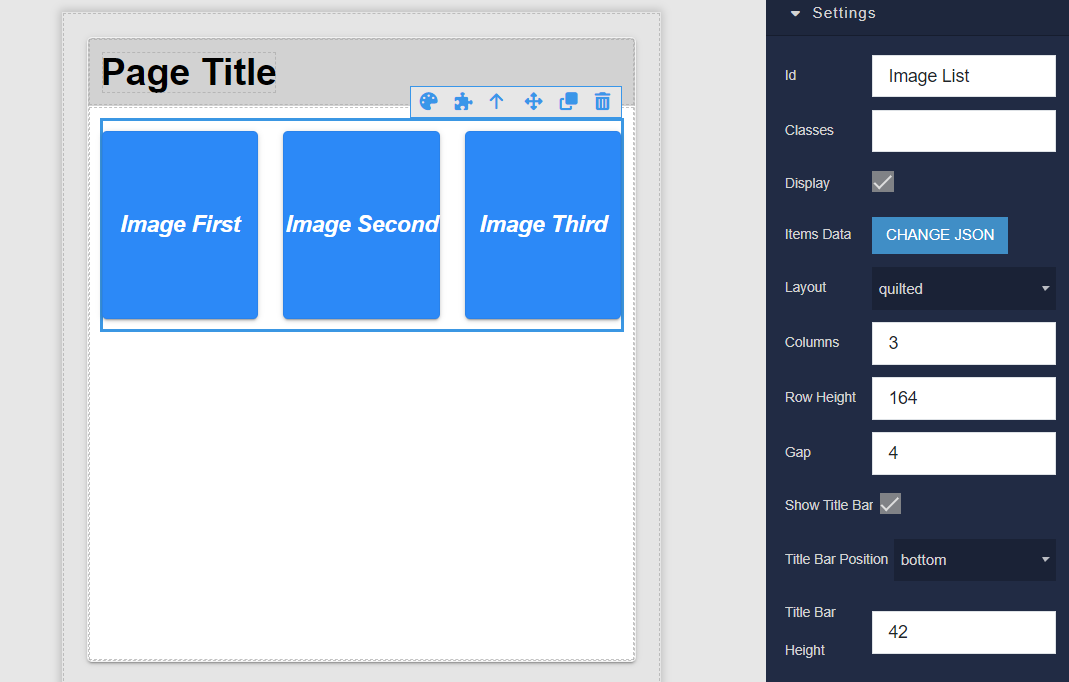 Page Title
Image First
Image Second
Image Third
Settings
Id
Image List
Classes
Display
Items Data
CHANGE JSON
Layout
quilted
Columns
3
Row Height
164
Gap
4
Show Title Bar
Title Bar Position
bottom
Title Bar
Height
42